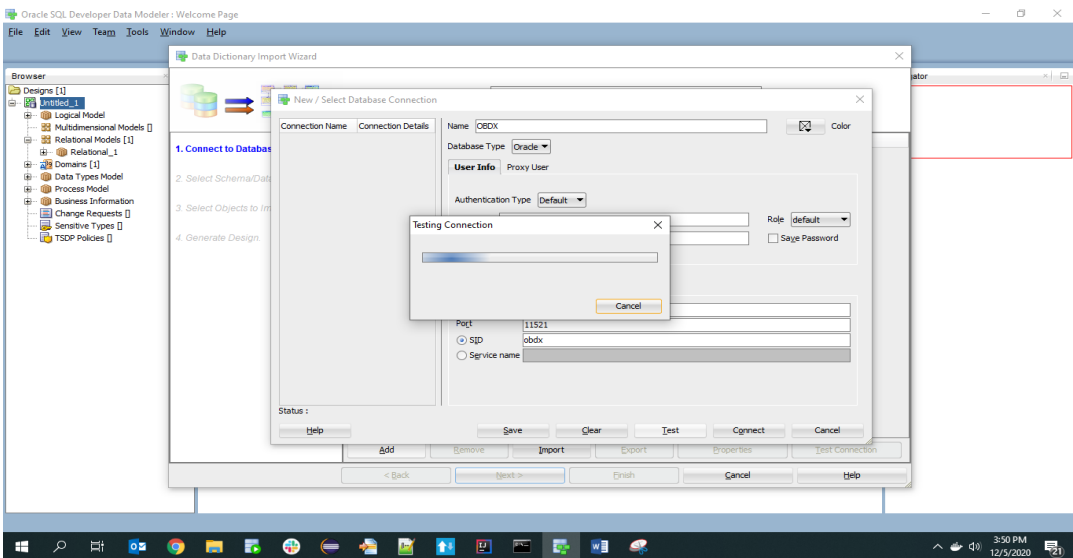 Oracle SQL Developer Data Modeler : Welcome Page
File Edit View Team Tools Window Help
Data Dictionary Import Wizard
Browser
Designs [1]
Untitled_1
Logical Model
Multidimensional Models []
Relational Models [1]
Relational_1
Domains [1]
Data Types Model
Process Model
Business Information
Change Requests []
Sensitive Types []
TSDP Policies []
1. Connect to Databas
2. Select Schema/Dat
3. Select Objects to Im
4. Generate Design.
New / Select Database Connection
Connection Name Connection Details
Name OBDX
Color
Database Type Oracle
User Info Proxy User
Authentication Type Default
Role default
Save Password
Testing Connection
Cancel
Port 11521
SID obdx
Service name
Status :
Help Save Clear Test Connect Cancel
Add Remove Import Export Properties Test Connection
< Back Next > Finish Cancel Help
3:50 PM
12/5/2020